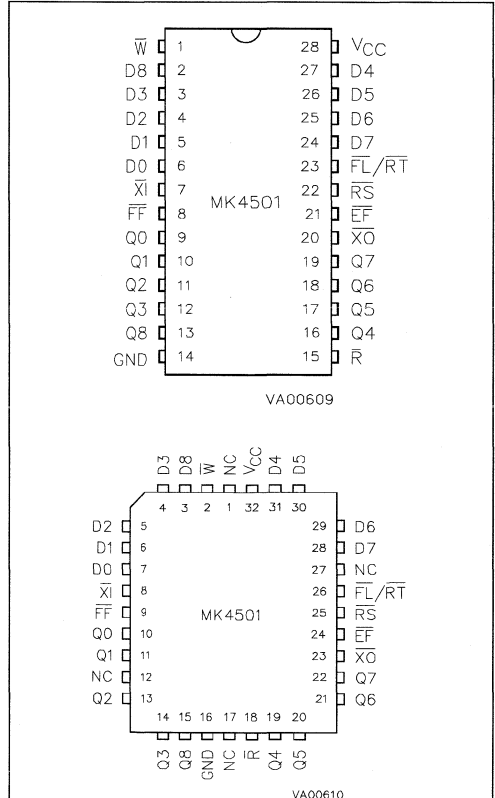 W̅ 1 28 VCC
D8 2 27 D4
D3 3 26 D5
D2 4 25 D6
D1 5 24 D7
D0 6 23 F̅L̅/R̅T̅
X̅I̅ 7 22 R̅S̅
MK4501
F̅F̅ 8 21 E̅F̅
Q0 9 20 X̅O̅
Q1 10 19 Q7
Q2 11 18 Q6
Q3 12 17 Q5
Q8 13 16 Q4
GND 14 15 R̅
VA00609
D3 D8 W̅ NC VCC D4 D5
4 3 2 1 32 31 30
D2 5 29 D6
D1 6 28 D7
D0 7 27 NC
X̅I̅ 8 26 F̅L̅/R̅T̅
F̅F̅ 9 MK4501 25 R̅S̅
Q0 10 24 E̅F̅
Q1 11 23 X̅O̅
NC 12 22 Q7
Q2 13 21 Q6
14 15 16 17 18 19 20
Q3 Q8 GND NC R̅ Q4 Q5
VA00610